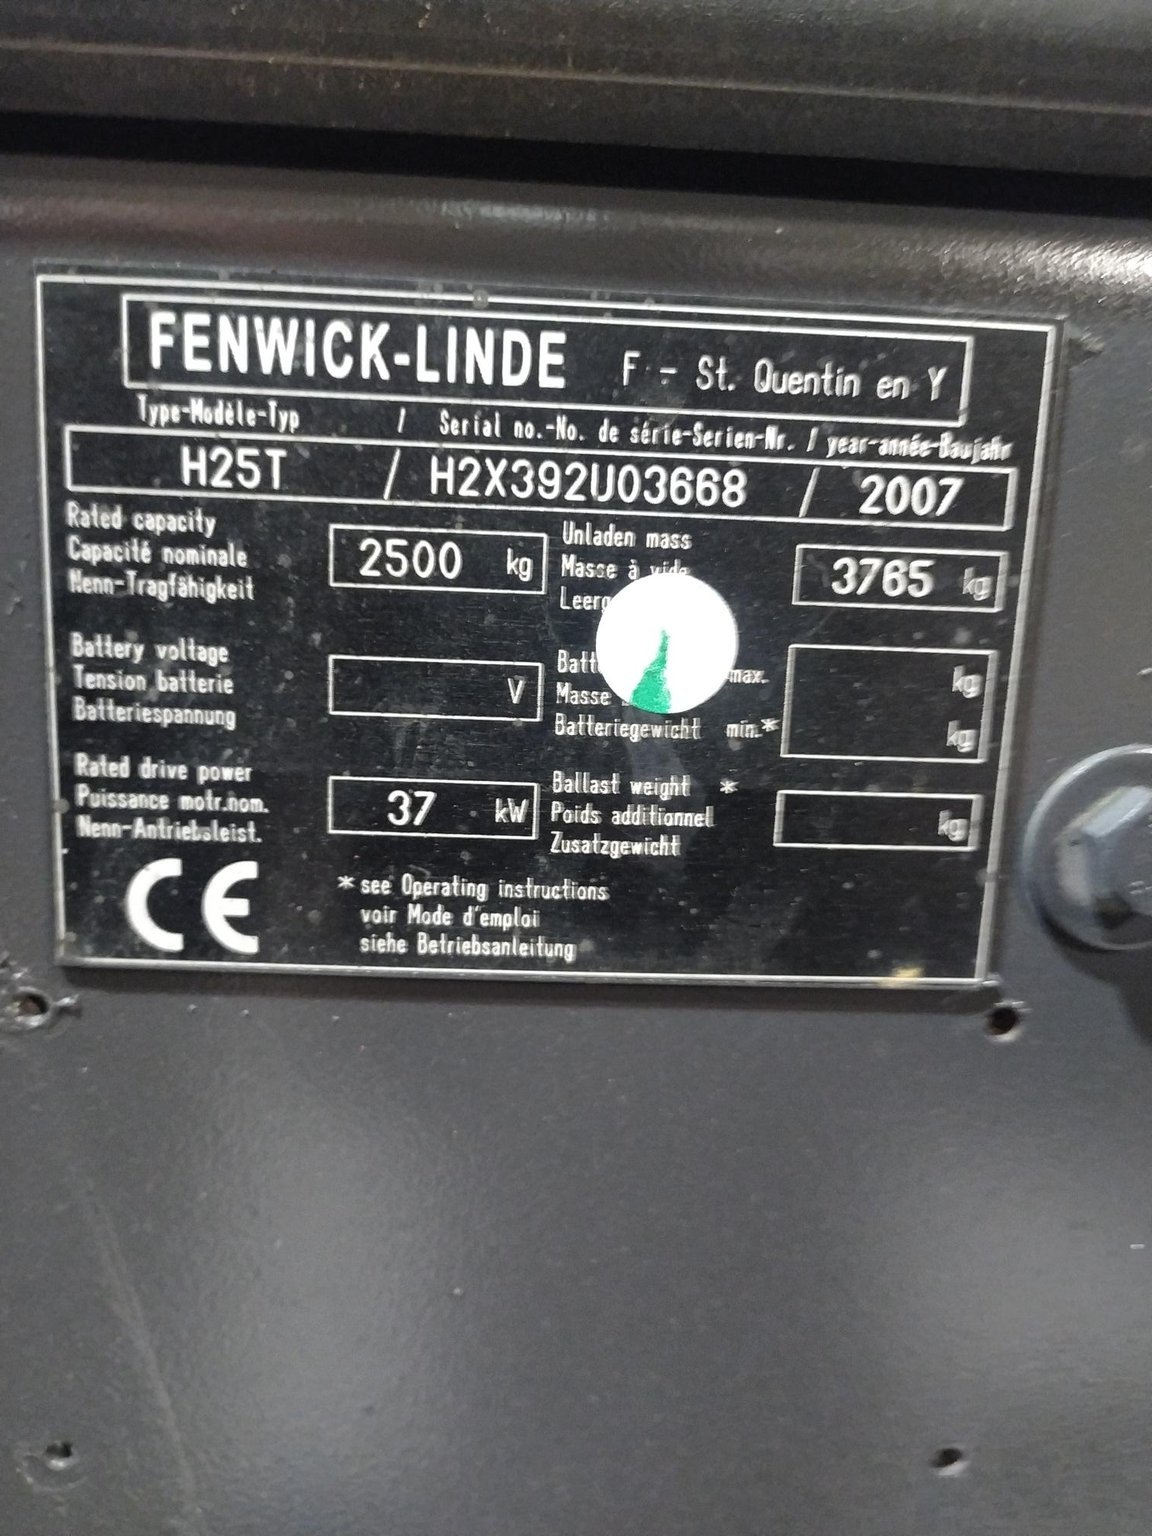 FENWICK-LINDE F - St. Quentin en Y
Type-Modèle-Typ / Serial no.-No. de série-Serien-Nr. / year-année-Baujahr
H25T / H2X392U03668 / 2007
Rated capacity
Capacité nominale
Nenn-Tragfähigkeit
2500 kg
Unladen mass
Masse à vide
3765 kg
Battery voltage
Tension batterie
Batteriespannung
V
max.
Masse
Batteriegewicht min.*
kg
kg
Rated drive power
Puissance motr.nom.
Nenn-Antriebsleist.
37 kW
Ballast weight *
Poids additionnel
Zusatzgewicht
kg
CE
* see Operating instructions
voir Mode d'emploi
siehe Betriebsanleitung